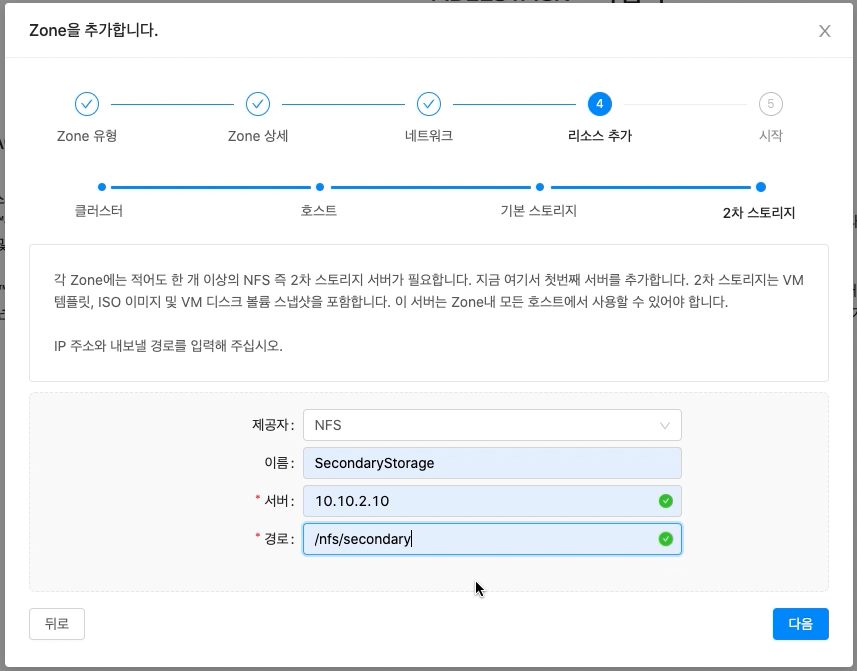 Zone을 추가합니다.
4
5
Zone 유형
Zone 상세
네트워크
리소스 추가
시작
클러스터
호스트
기본 스토리지
2차 스토리지
각 Zone에는 적어도 한 개 이상의 NFS 즉 2차 스토리지 서버가 필요합니다. 지금 여기서 첫번째 서버를 추가합니다. 2차 스토리지는 VM
템플릿, ISO 이미지 및 VM 디스크 볼륨 스냅샷을 포함합니다. 이 서버는 Zone내 모든 호스트에서 사용할 수 있어야 합니다.
IP 주소와 내보낼 경로를 입력해 주십시오.
제공자: NFS
이름: SecondaryStorage
* 서버: 10.10.2.10
* 경로: /nfs/secondary
뒤로
다음